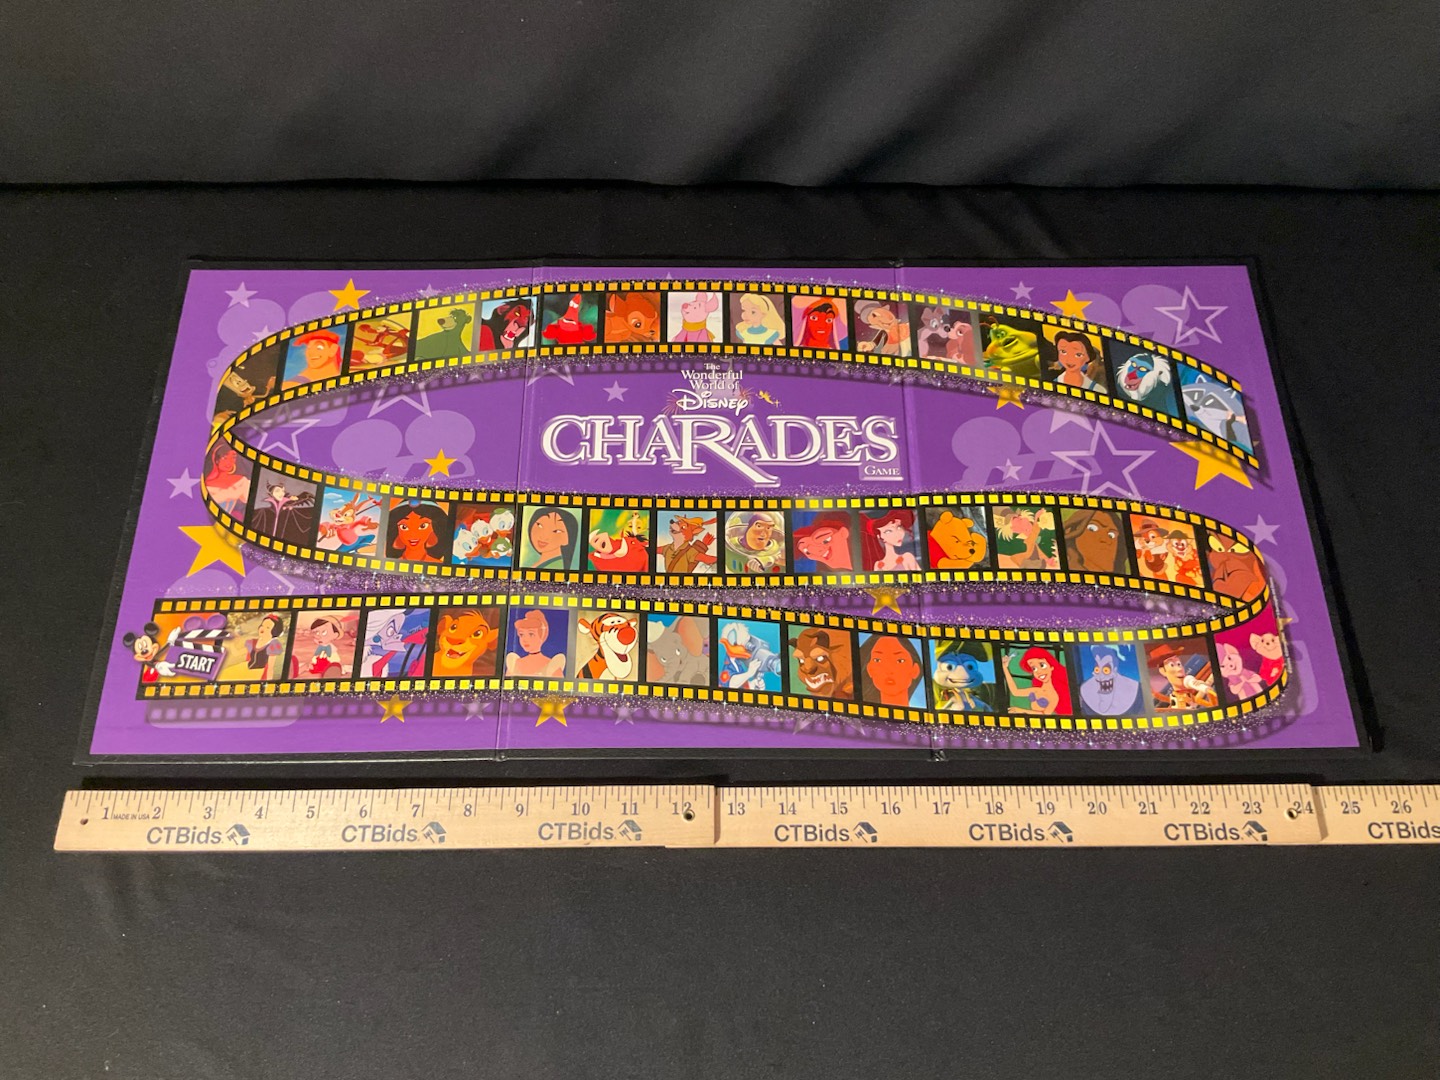 The
Wonderful
World of
Disney
CHARADES
GAME
START
1 MADE IN USA 2 3 4 5 6 7 8 9 10 11 12 13 14 15 16 17 18 19 20 21 22 23 24 25 26
CTBids CTBids CTBids CTBids CTBids CTBids CTBids